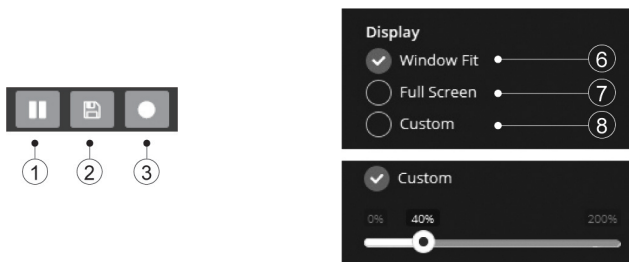 1 2 3
Display
Window Fit 6
Full Screen 7
Custom 8
Custom
0% 40% 200%